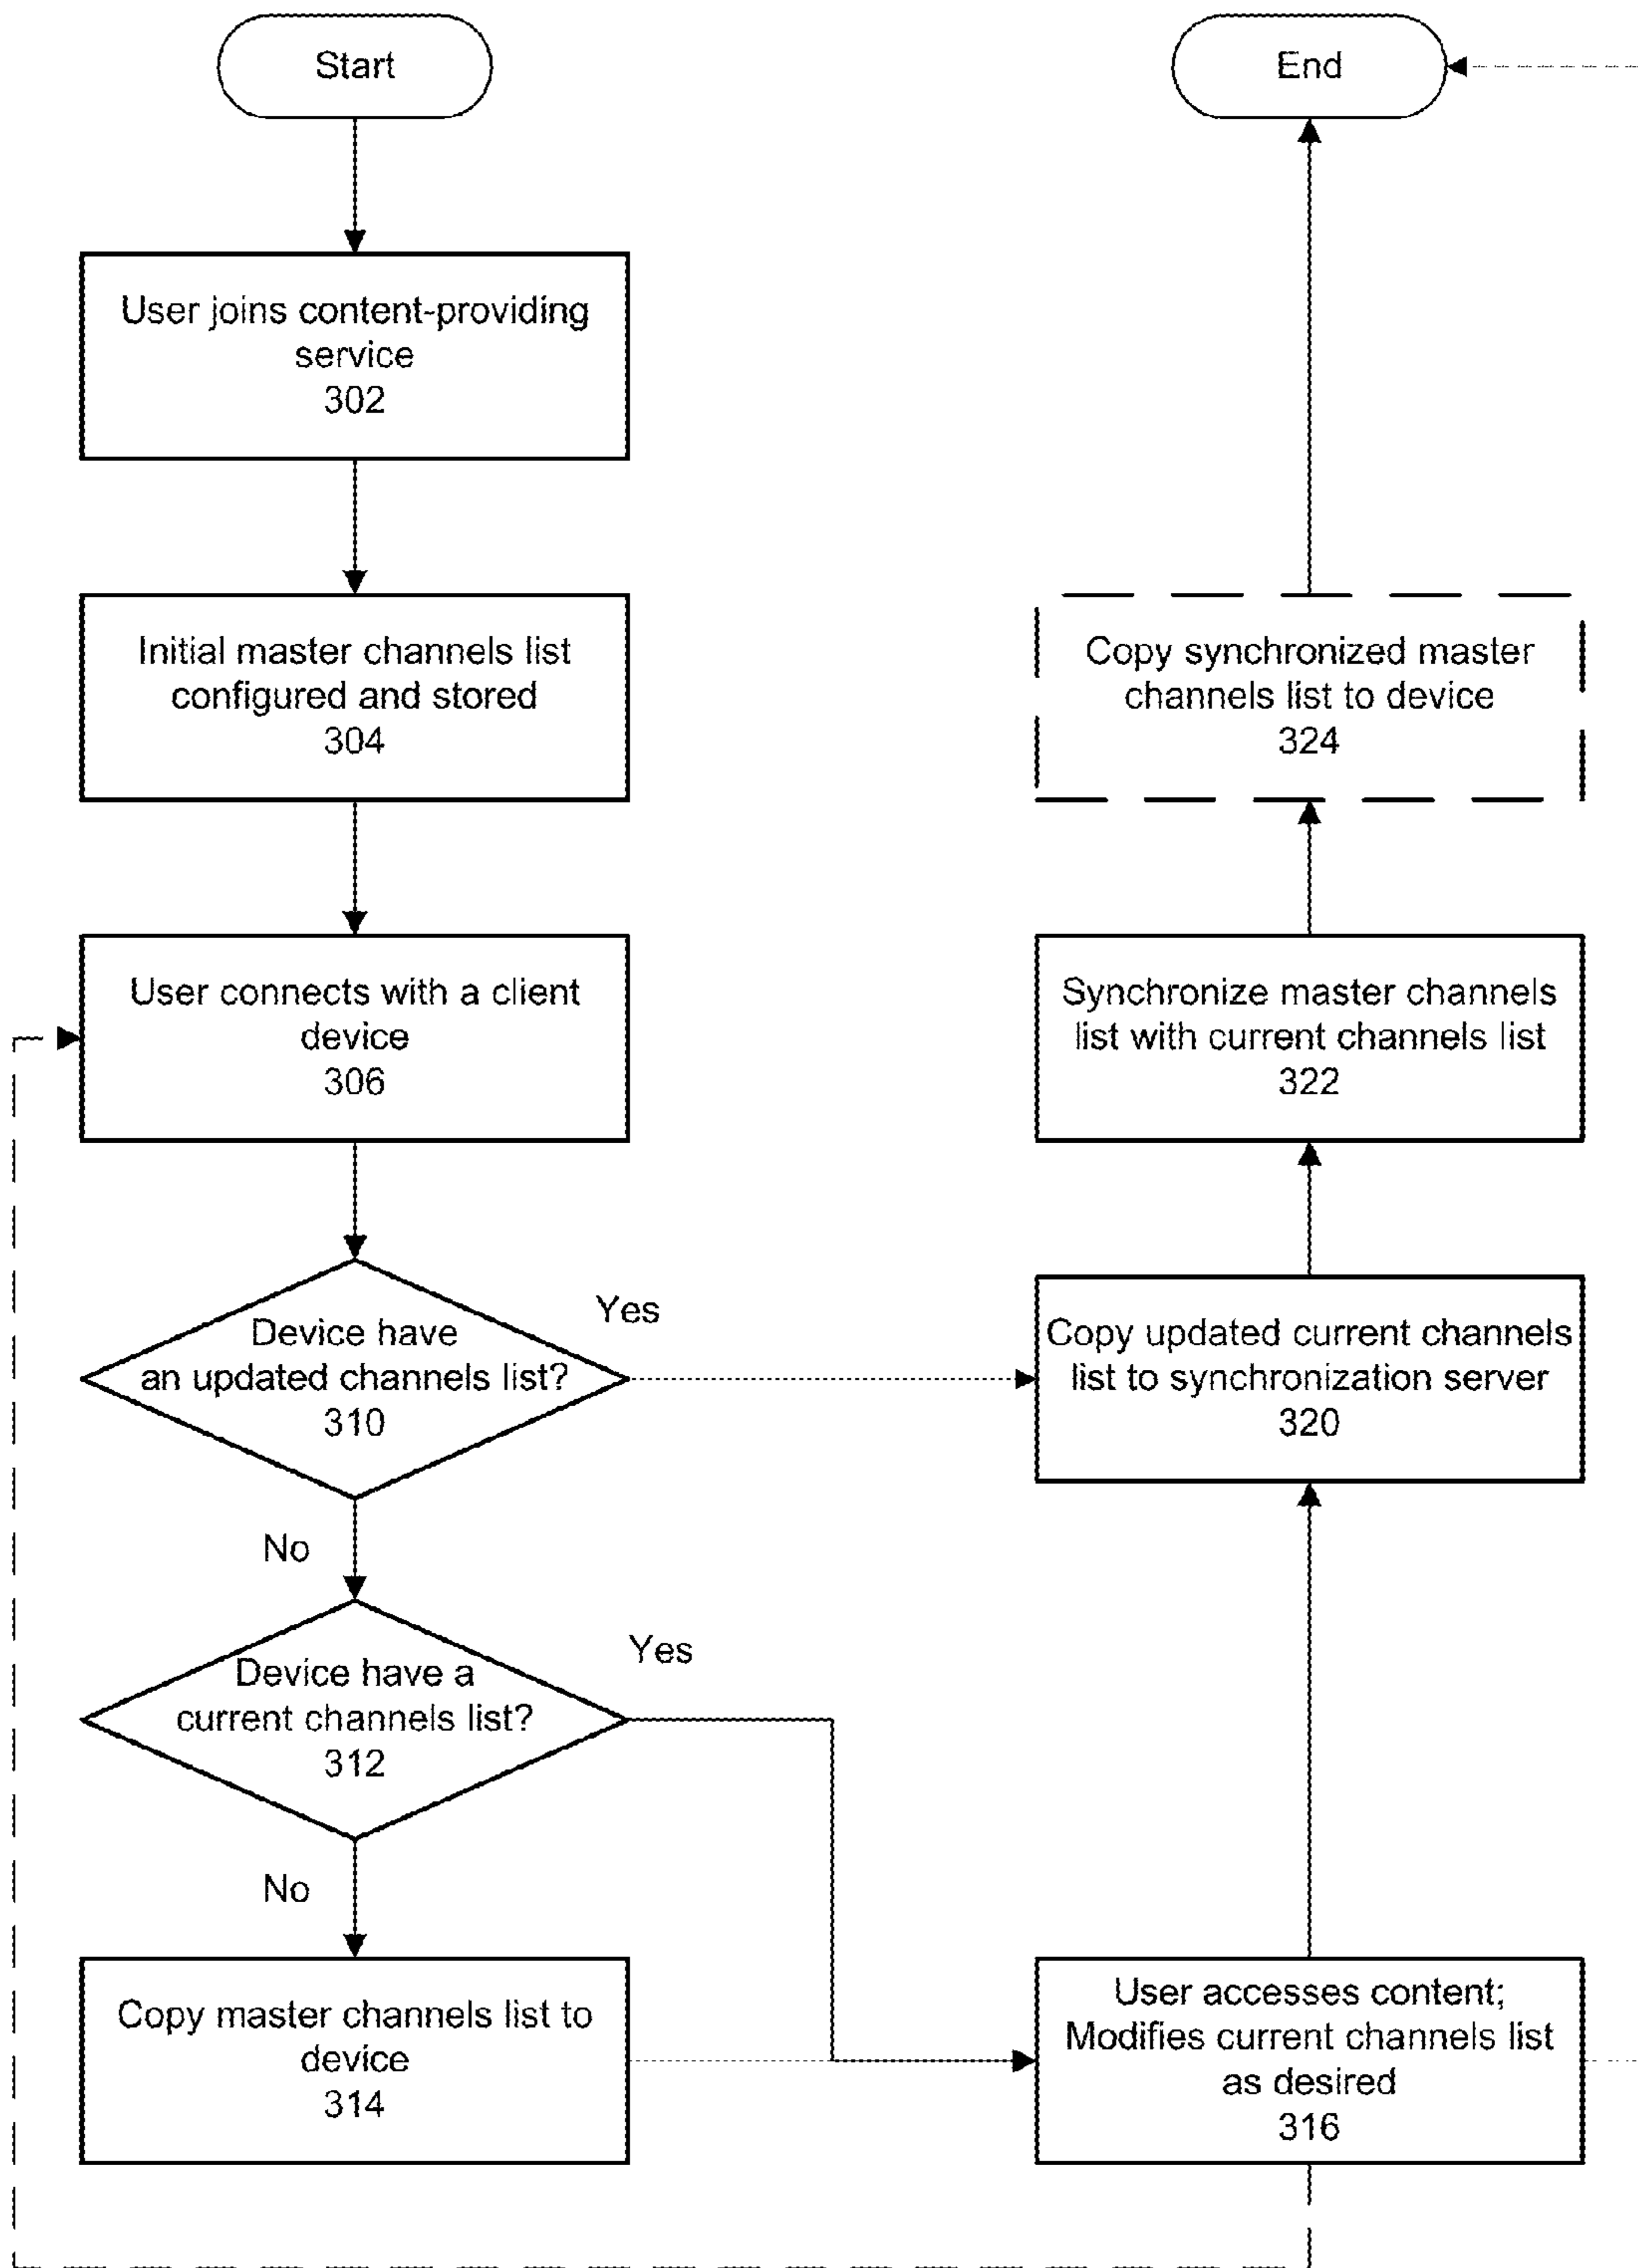 Start
User joins content-providing
service
302
Initial master channels list
configured and stored
304
User connects with a client
device
306
Device have
an updated channels list?
310
Yes
No
Device have a
current channels list?
312
Yes
No
Copy master channels list to
device
314
End
Copy synchronized master
channels list to device
324
Synchronize master channels
list with current channels list
322
Copy updated current channels
list to synchronization server
320
User accesses content;
Modifies current channels list
as desired
316